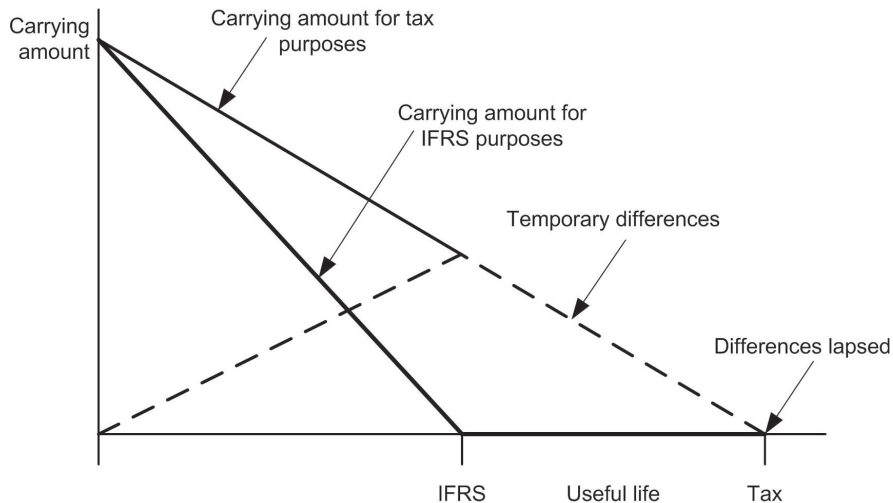 Carrying
amount
Carrying amount for tax
purposes
Carrying amount for
IFRS purposes
Temporary differences
Differences lapsed
IFRS
Useful life
Tax